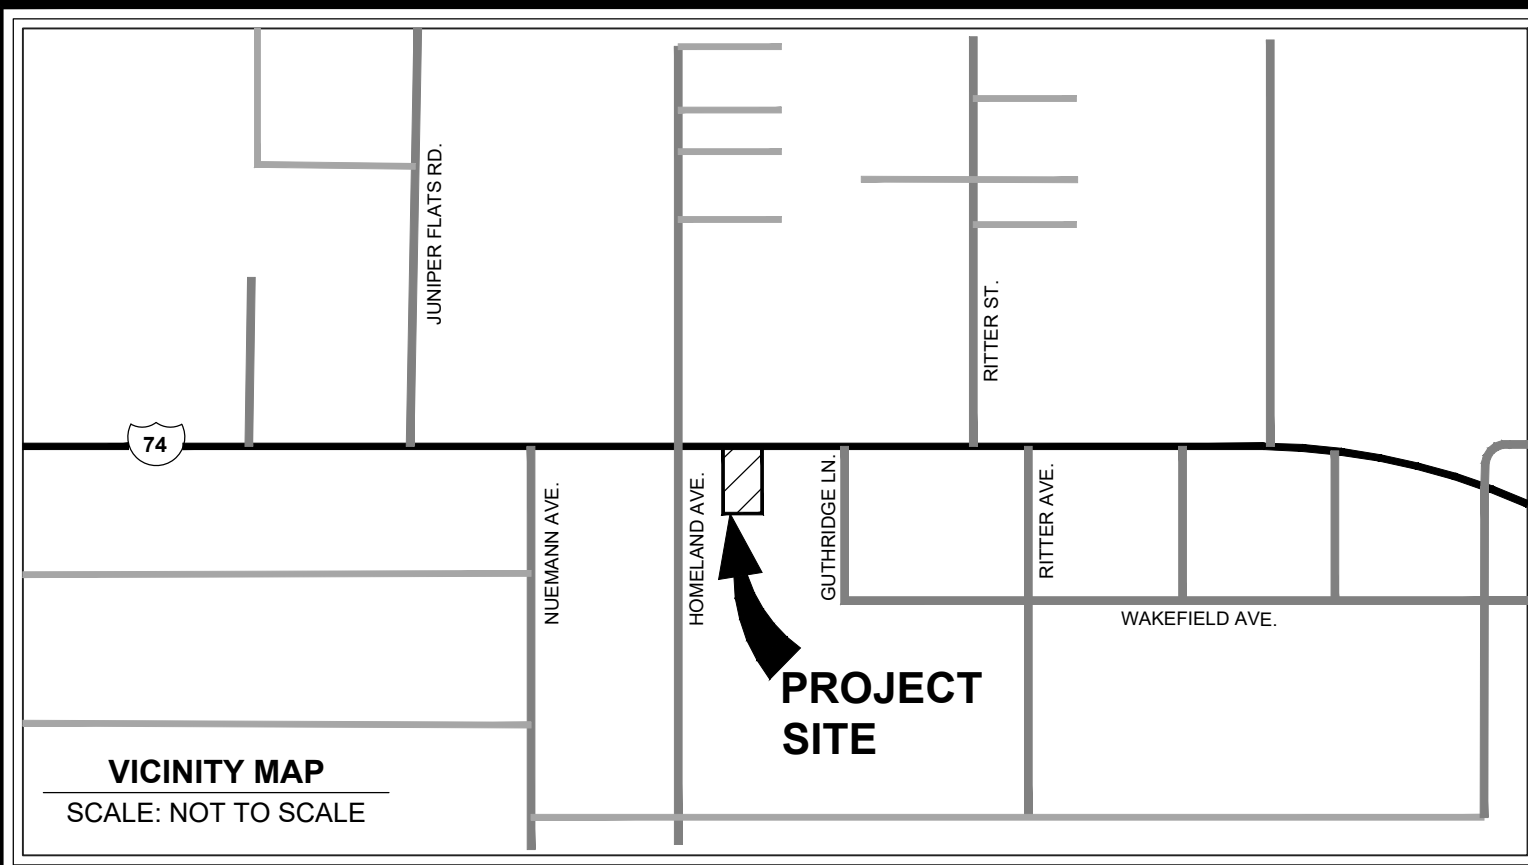 JUNIPER FLATS RD.
RITTER ST.
74
NUEMANN AVE.
HOMELAND AVE.
GUTHRIDGE LN.
RITTER AVE.
WAKEFIELD AVE.
PROJECT
SITE
VICINITY MAP
SCALE: NOT TO SCALE